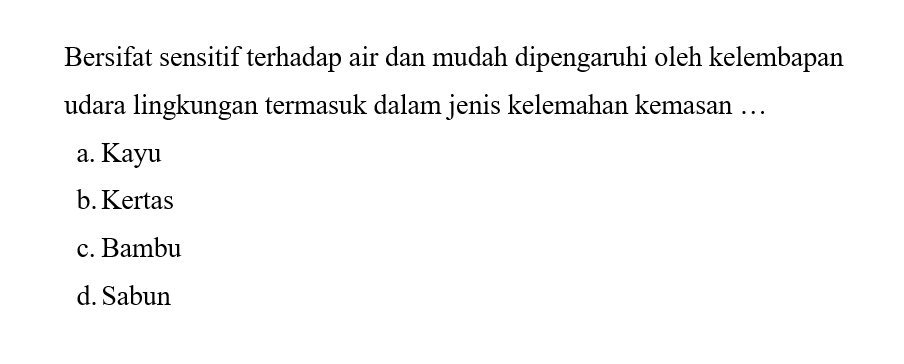 Bersifat sensitif terhadap air dan mudah dipengaruhi oleh kelembapan
udara lingkungan termasuk dalam jenis kelemahan kemasan …
a. Kayu
b. Kertas
c. Bambu
d. Sabun